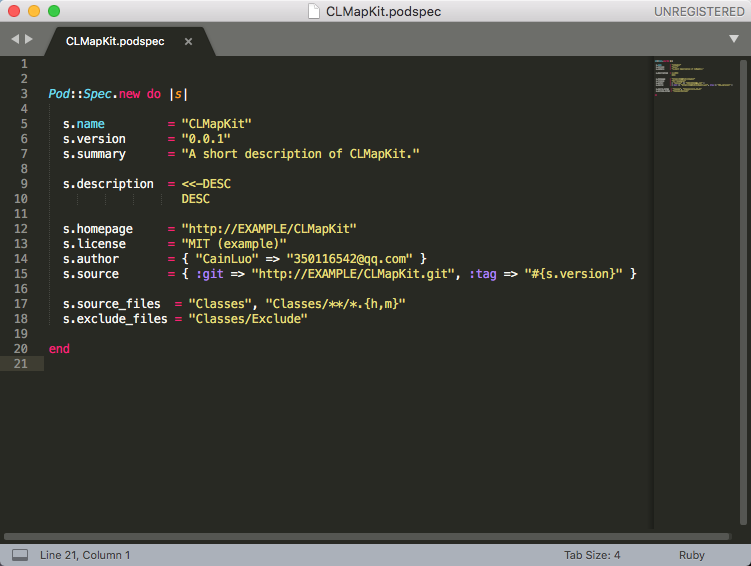 CLMapKit.podspec
UNREGISTERED
CLMapKit.podspec ×
1
2
3 Pod::Spec.new do |s|
4
5 s.name = "CLMapKit"
6 s.version = "0.0.1"
7 s.summary = "A short description of CLMapKit."
8
9 s.description = <<-DESC
10 DESC
11
12 s.homepage = "http://EXAMPLE/CLMapKit"
13 s.license = "MIT (example)"
14 s.author = { "CainLuo" => "350116542@qq.com" }
15 s.source = { :git => "http://EXAMPLE/CLMapKit.git", :tag => "#{s.version}" }
16
17 s.source_files = "Classes", "Classes/**/*.{h,m}"
18 s.exclude_files = "Classes/Exclude"
19
20 end
21
Line 21, Column 1
Tab Size: 4
Ruby